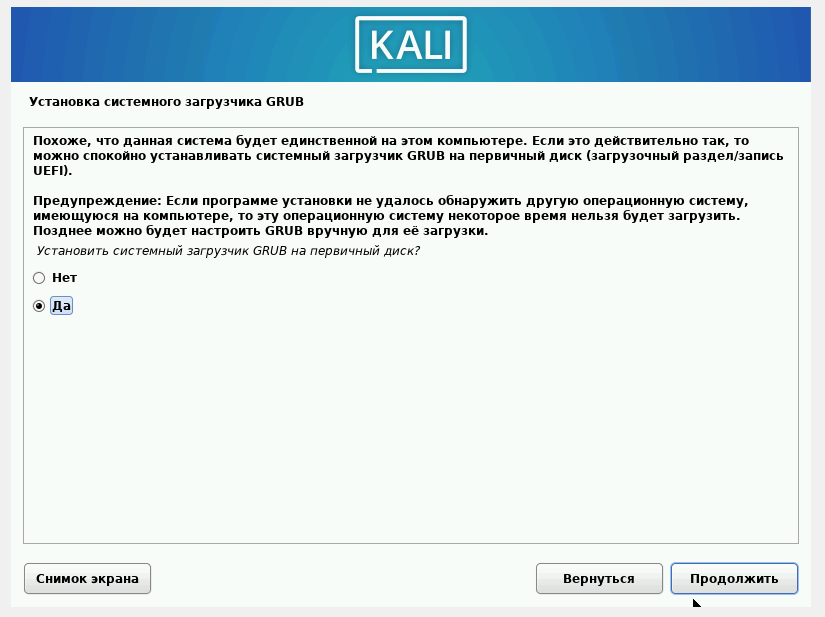 KALI
Установка системного загрузчика GRUB
Похоже, что данная система будет единственной на этом компьютере. Если это действительно так, то
можно спокойно устанавливать системный загрузчик GRUB на первичный диск (загрузочный раздел/запись
UEFI).
Предупреждение: Если программе установки не удалось обнаружить другую операционную систему,
имеющуюся на компьютере, то эту операционную систему некоторое время нельзя будет загрузить.
Позднее можно будет настроить GRUB вручную для её загрузки.
Установить системный загрузчик GRUB на первичный диск?
Нет
Да
Снимок экрана
Вернуться
Продолжить